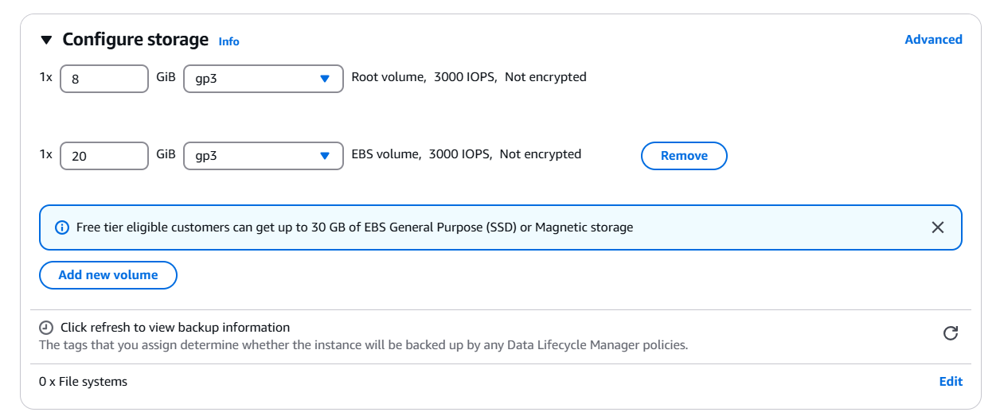 Configure storage Info Advanced
1x 8 GiB gp3 Root volume, 3000 IOPS, Not encrypted
1x 20 GiB gp3 EBS volume, 3000 IOPS, Not encrypted Remove
Free tier eligible customers can get up to 30 GB of EBS General Purpose (SSD) or Magnetic storage
Add new volume
Click refresh to view backup information
The tags that you assign determine whether the instance will be backed up by any Data Lifecycle Manager policies.
0 x File systems Edit